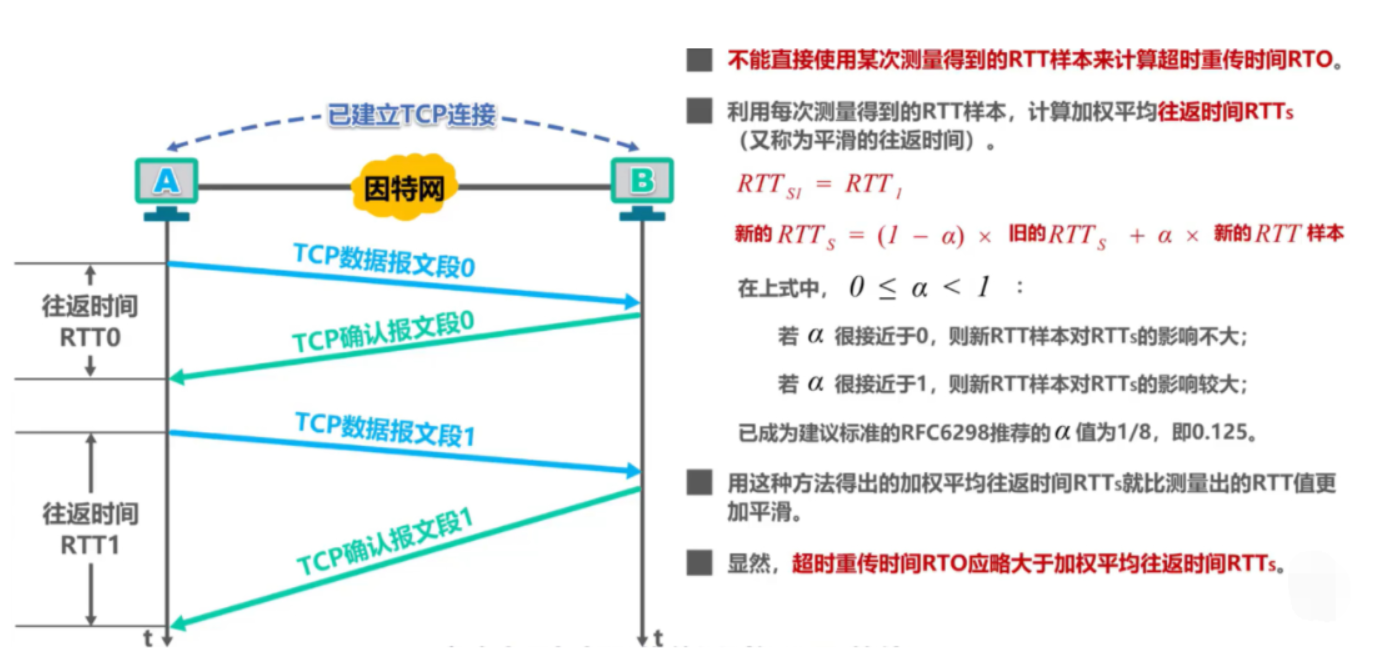 已建立TCP连接
A
因特网
B
TCP数据报文段0
往返时间
RTT0
TCP确认报文段0
TCP数据报文段1
往返时间
RTT1
TCP确认报文段1
t
t
不能直接使用某次测量得到的RTT样本来计算超时重传时间RTO。
利用每次测量得到的RTT样本，计算加权平均往返时间RTTs
（又称为平滑的往返时间）。
RTT S1 = RTT 1
新的 RTT S = (1 - α) × 旧的 RTT S + α × 新的 RTT 样本
在上式中， 0 ≤ α < 1 ：
若 α 很接近于0，则新RTT样本对RTTs的影响不大；
若 α 很接近于1，则新RTT样本对RTTs的影响较大；
已成为建议标准的RFC6298推荐的 α 值为1/8，即0.125。
用这种方法得出的加权平均往返时间RTTs就比测量出的RTT值更
加平滑。
显然，超时重传时间RTO应略大于加权平均往返时间RTTs。